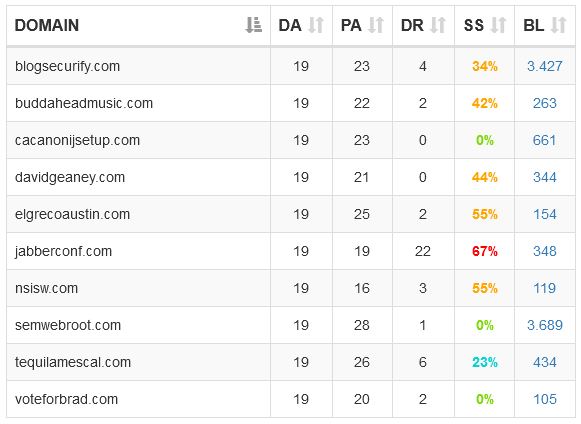 DOMAIN DA PA DR SS BL
blogsecurify.com 19 23 4 34% 3.427
buddaheadmusic.com 19 22 2 42% 263
cacanonijsetup.com 19 23 0 0% 661
davidgeaney.com 19 21 0 44% 344
elgrecoaustin.com 19 25 2 55% 154
jabberconf.com 19 19 22 67% 348
nsisw.com 19 16 3 55% 119
semwebroot.com 19 28 1 0% 3.689
tequilamescal.com 19 26 6 23% 434
voteforbrad.com 19 20 2 0% 105